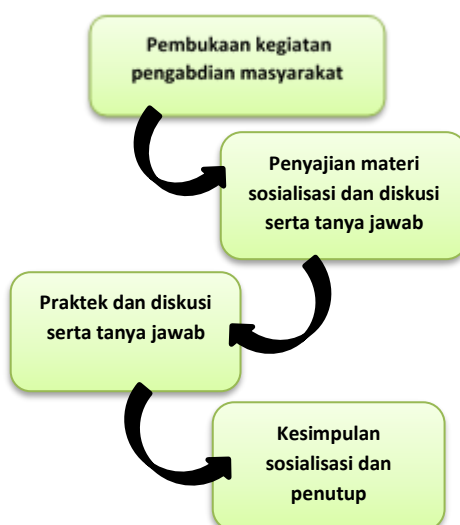 Pembukaan kegiatan
pengabdian masyarakat
Penyajian materi
sosialisasi dan diskusi
serta tanya jawab
Praktek dan diskusi
serta tanya jawab
Kesimpulan
sosialisasi dan
penutup